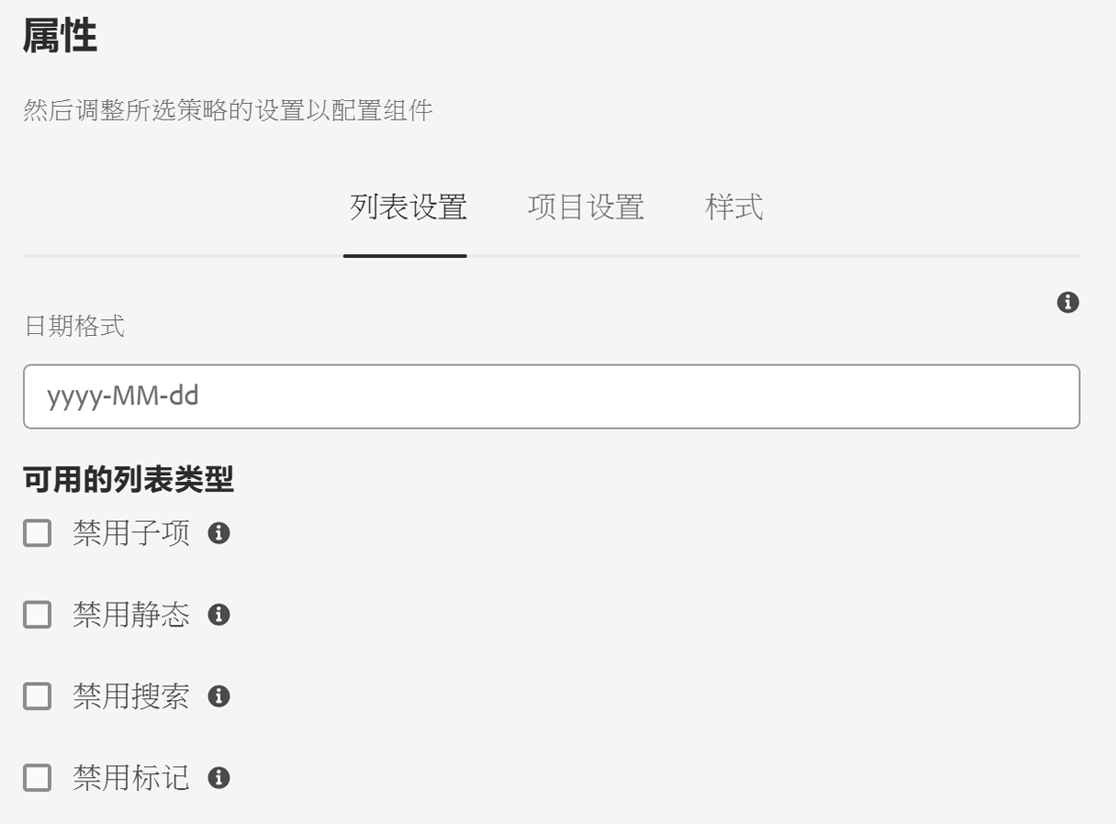 属性
然后调整所选策略的设置以配置组件
列表设置 项目设置 样式
日期格式
yyyy-MM-dd
可用的列表类型
禁用子项
禁用静态
禁用搜索
禁用标记